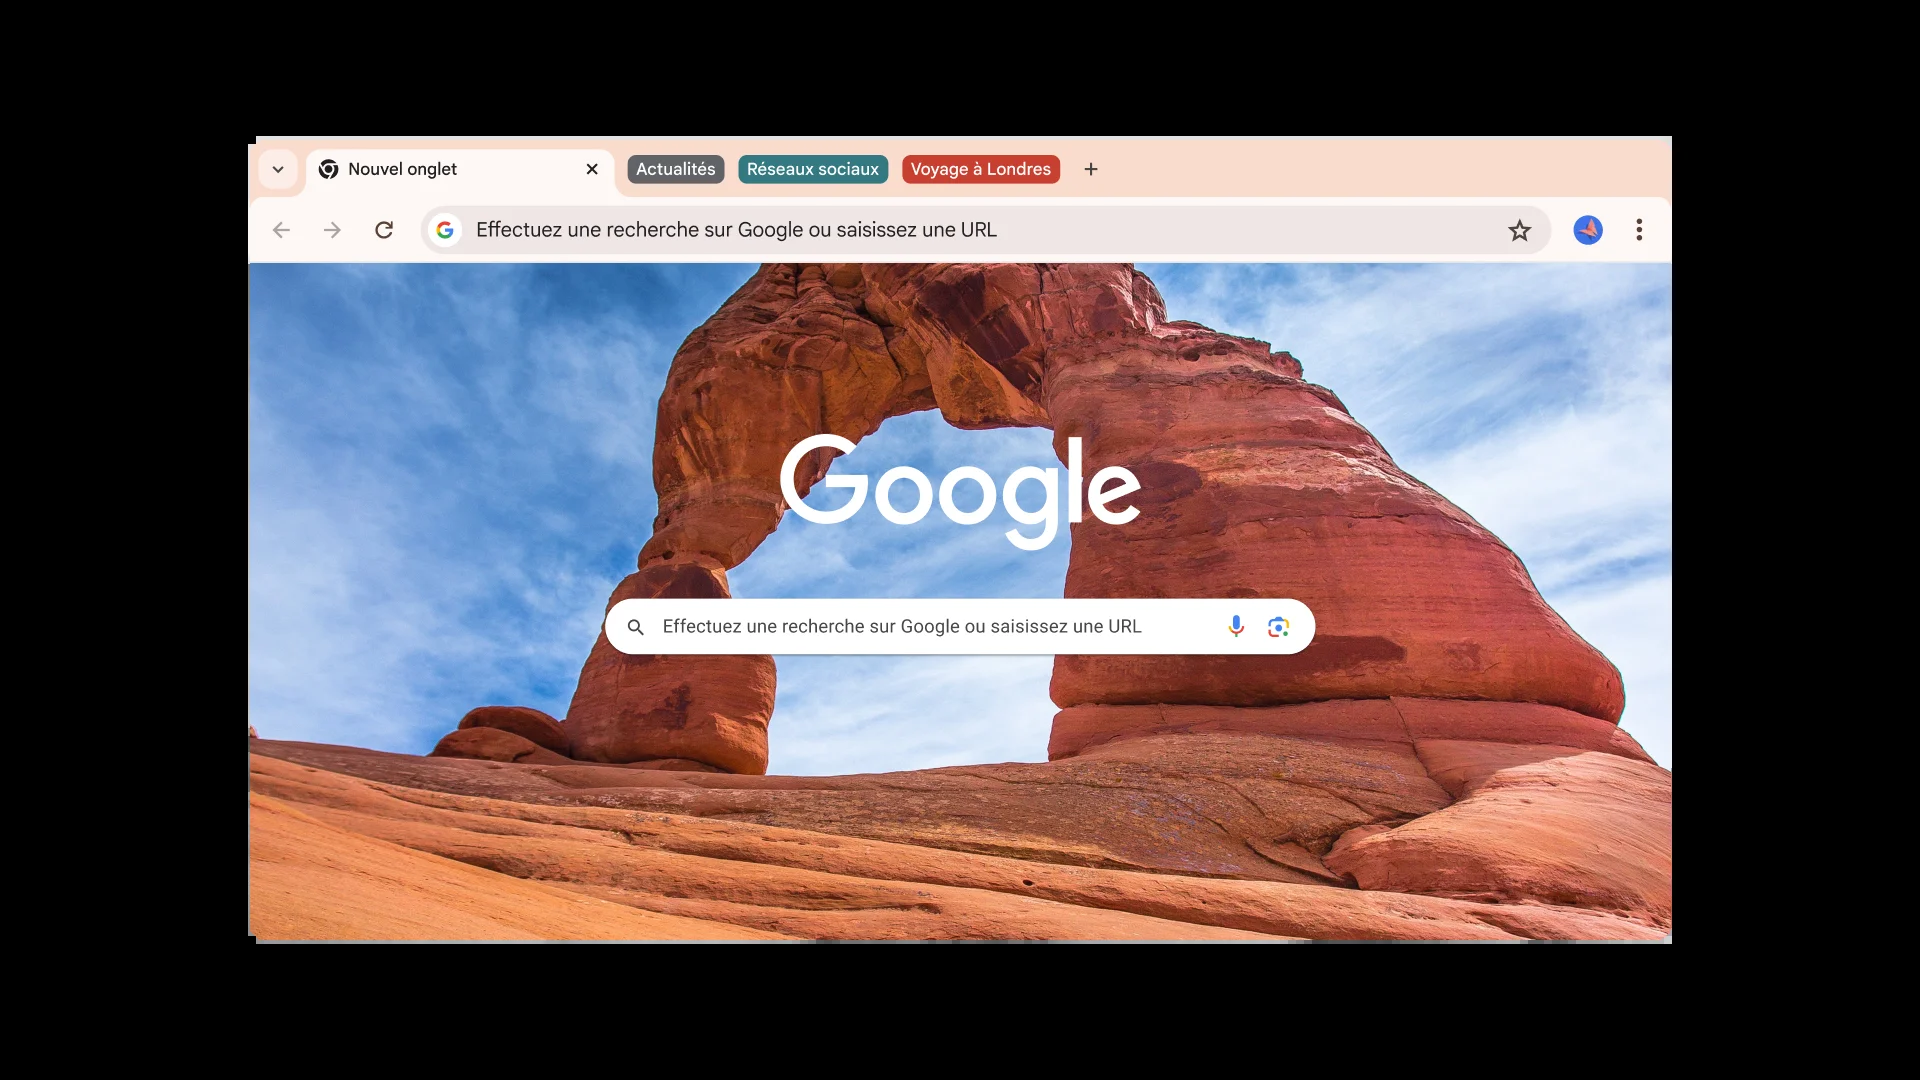 Nouvel onglet
Actualités
Réseaux sociaux
Voyage à Londres
Effectuez une recherche sur Google ou saisissez une URL
Google
Effectuez une recherche sur Google ou saisissez une URL